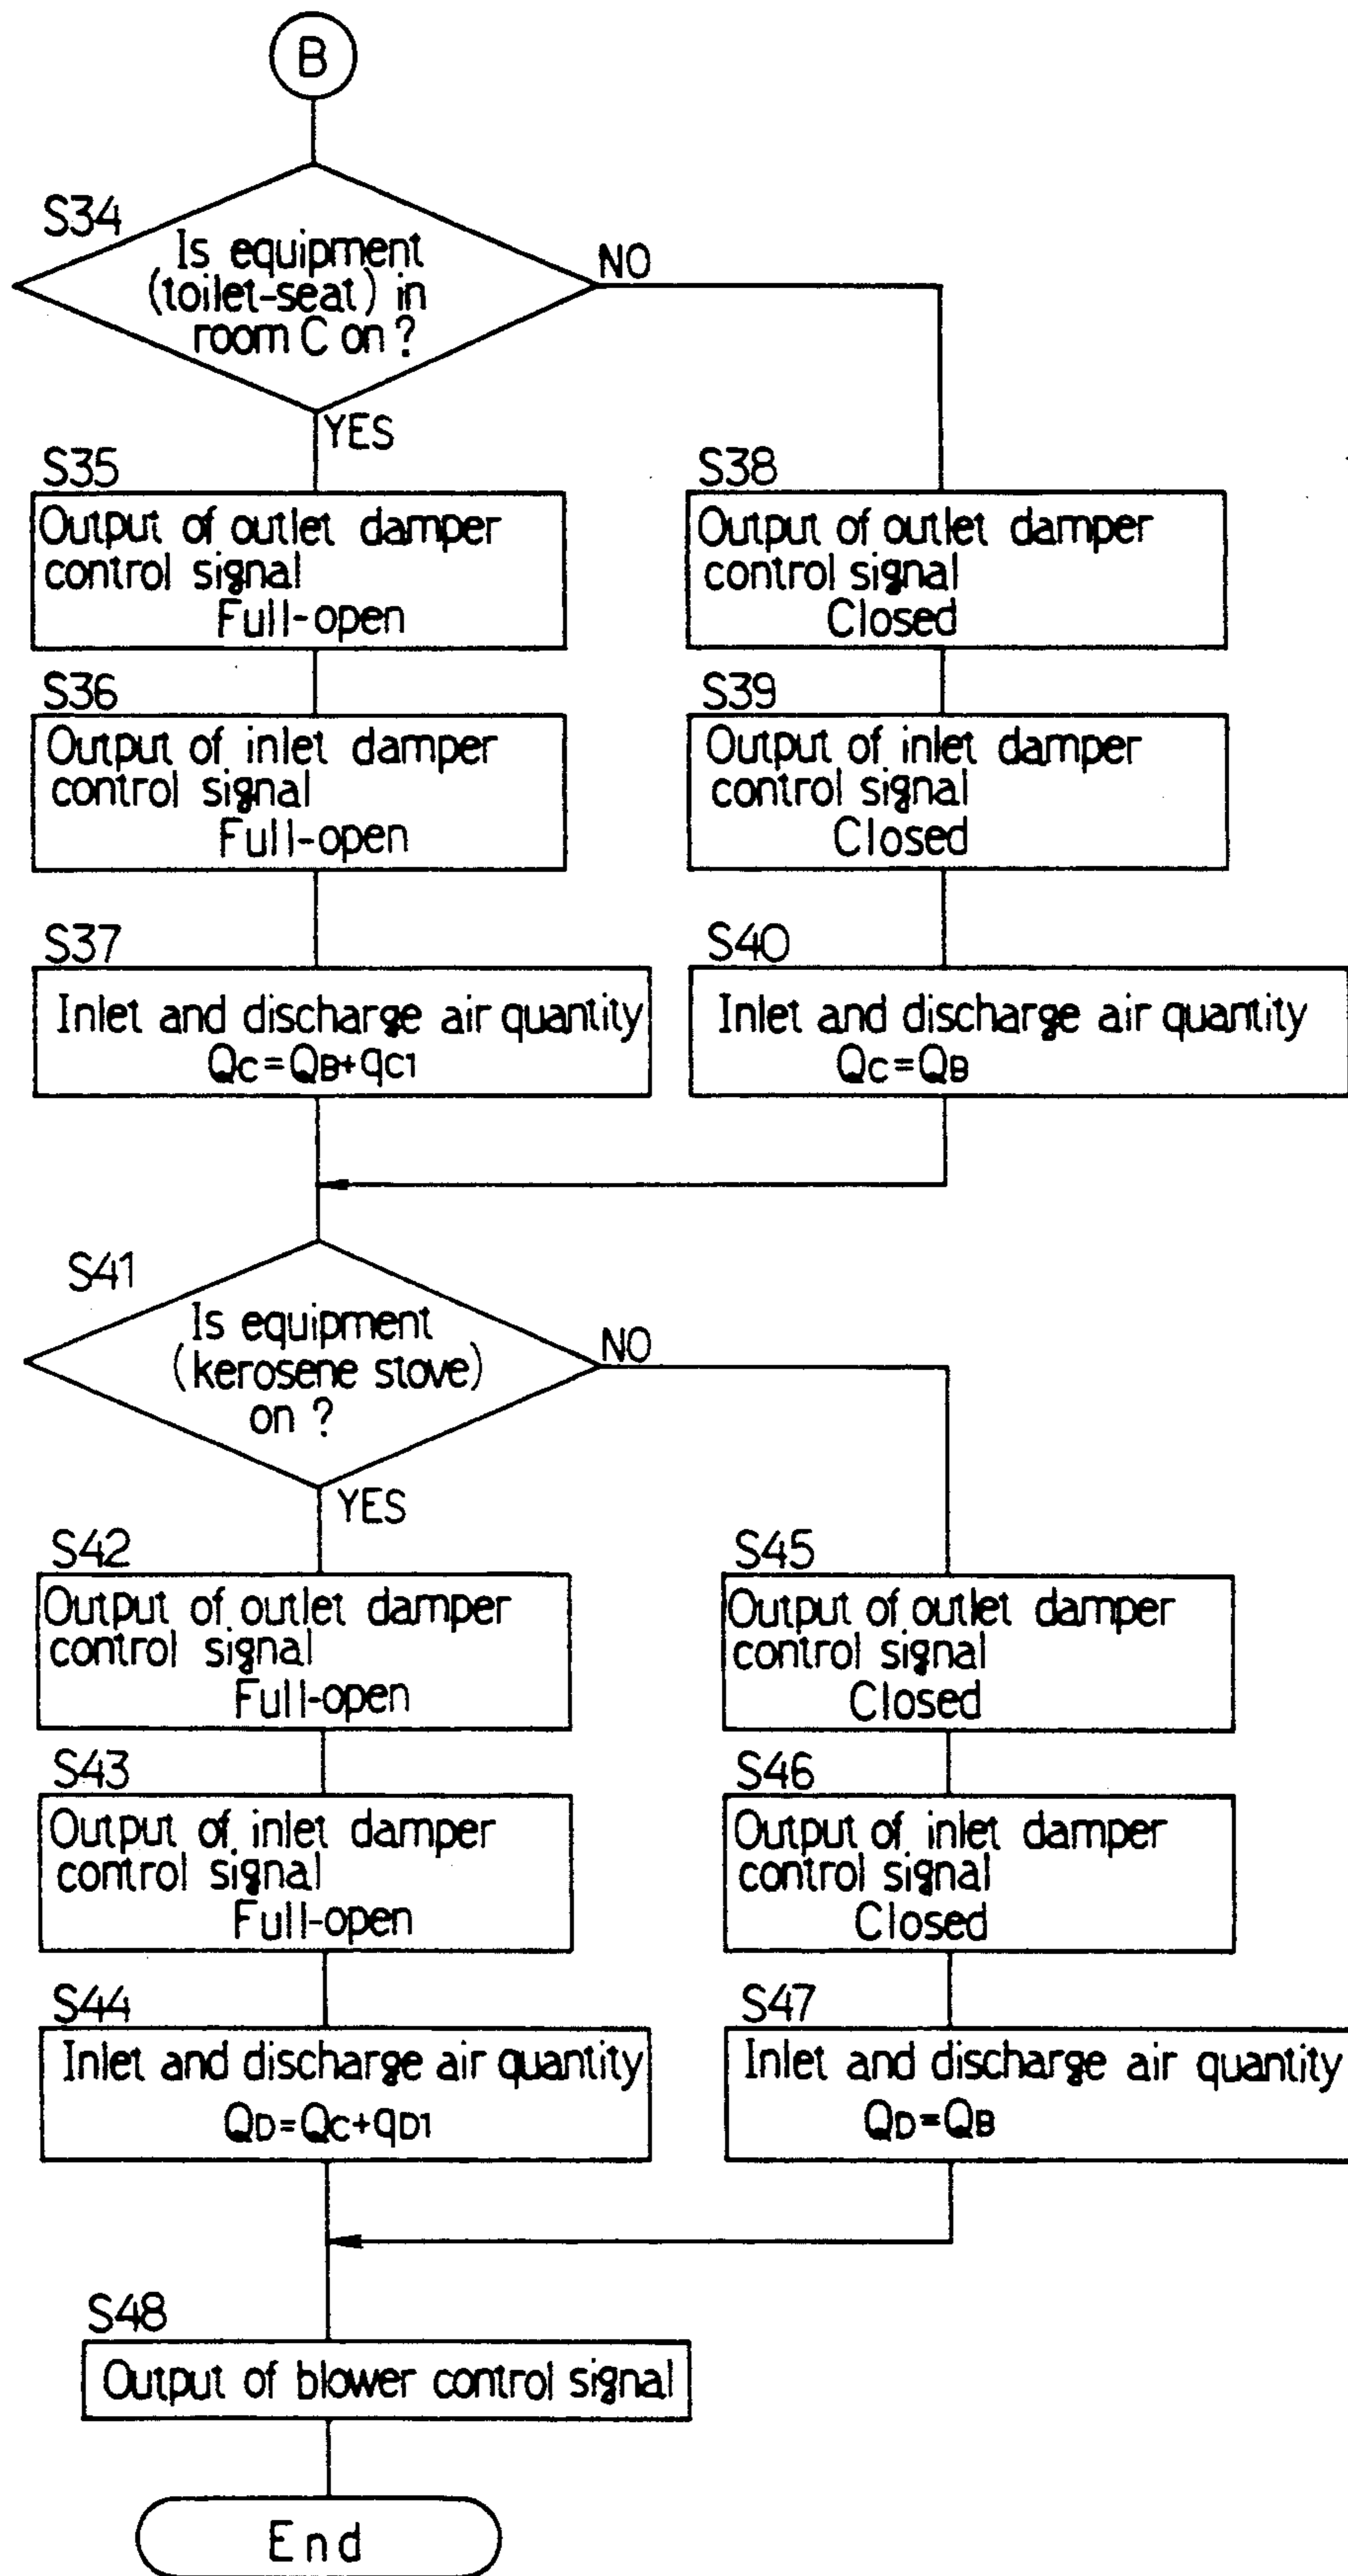 B
S34
Is equipment
(toilet-seat) in
room C on ?
NO
YES
S35
Output of outlet damper
control signal
Full-open
S38
Output of outlet damper
control signal
Closed
S36
Output of inlet damper
control signal
Full-open
S39
Output of inlet damper
control signal
Closed
S37
Inlet and discharge air quantity
QC=QB+qC1
S40
Inlet and discharge air quantity
QC=QB
S41
Is equipment
(kerosene stove)
on ?
NO
YES
S42
Output of outlet damper
control signal
Full-open
S45
Output of outlet damper
control signal
Closed
S43
Output of inlet damper
control signal
Full-open
S46
Output of inlet damper
control signal
Closed
S44
Inlet and discharge air quantity
QD=QC+qD1
S47
Inlet and discharge air quantity
QD=QB
S48
Output of blower control signal
End